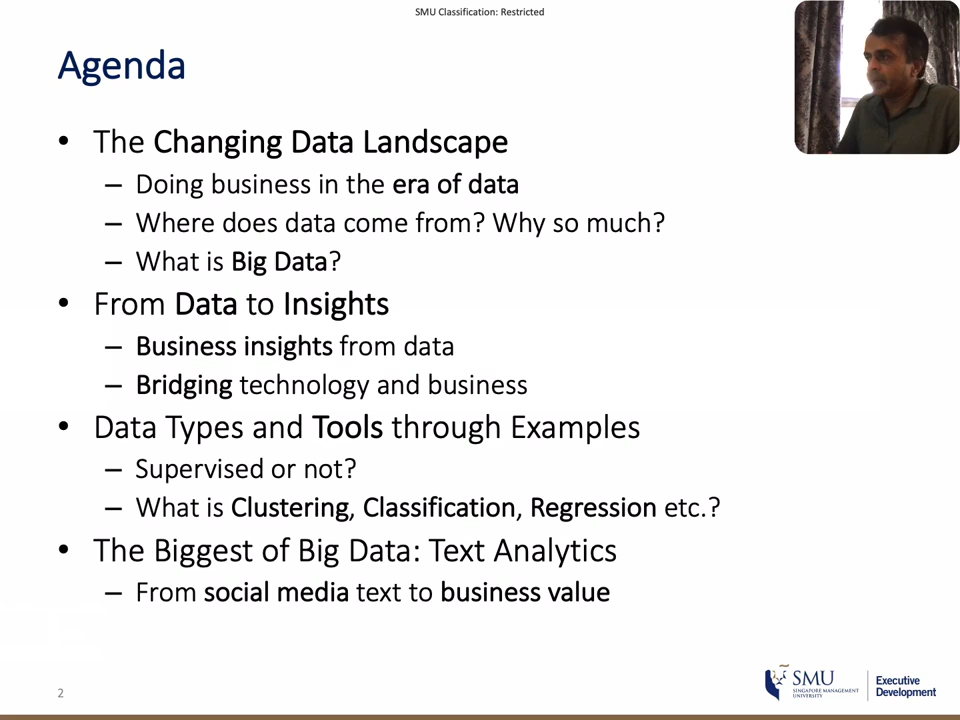 SMU Classification: Restricted
Agenda
• The Changing Data Landscape
– Doing business in the era of data
– Where does data come from? Why so much?
– What is Big Data?
• From Data to Insights
– Business insights from data
– Bridging technology and business
• Data Types and Tools through Examples
– Supervised or not?
– What is Clustering, Classification, Regression etc.?
• The Biggest of Big Data: Text Analytics
– From social media text to business value
2
SMU
SINGAPORE MANAGEMENT
UNIVERSITY
Executive
Development